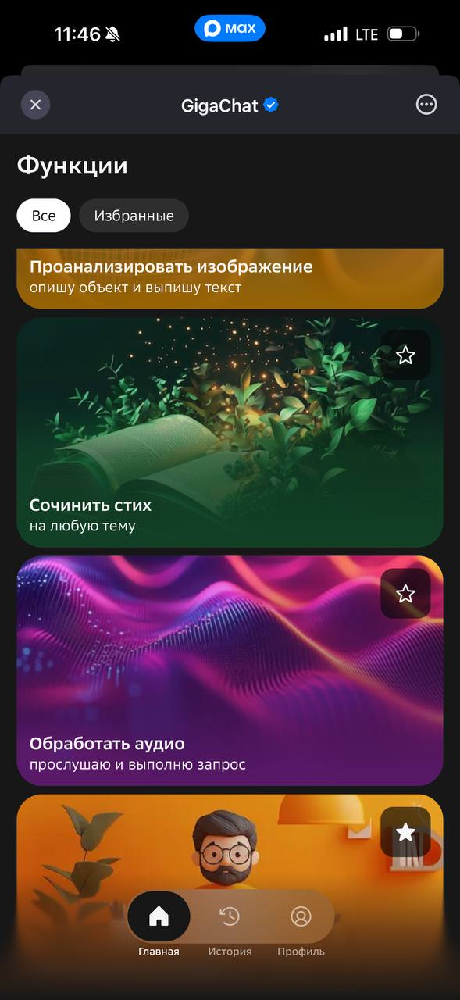 11:46
max
LTE
GigaChat
Функции
Все
Избранные
Проанализировать изображение
опишу объект и выпишу текст
Сочинить стих
на любую тему
Обработать аудио
прослушаю и выполню запрос
Главная
История
Профиль